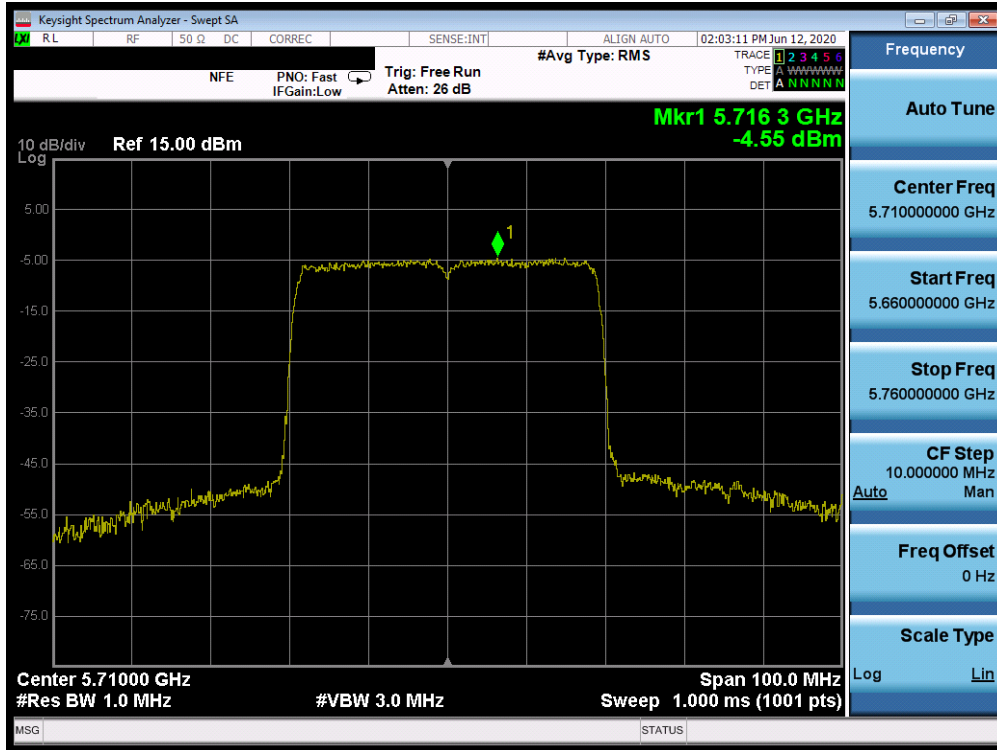 Keysight Spectrum Analyzer - Swept SA
LXI RL RF 50 Ω DC CORREC SENSE:INT ALIGN AUTO 02:03:11 PM Jun 12, 2020
NFE PNO: Fast Trig: Free Run #Avg Type: RMS TRACE 1 2 3 4 5 6
IFGain:Low Atten: 26 dB TYPE A WWWWW
DET A N N N N N
Mkr1 5.716 3 GHz
-4.55 dBm
10 dB/div Ref 15.00 dBm
Log
1
5.00
-5.00
-15.0
-25.0
-35.0
-45.0
-55.0
-65.0
-75.0
Center 5.71000 GHz Span 100.0 MHz
#Res BW 1.0 MHz #VBW 3.0 MHz Sweep 1.000 ms (1001 pts)
MSG STATUS
Frequency
Auto Tune
Center Freq
5.710000000 GHz
Start Freq
5.660000000 GHz
Stop Freq
5.760000000 GHz
CF Step
10.000000 MHz
Auto Man
Freq Offset
0 Hz
Scale Type
Log Lin